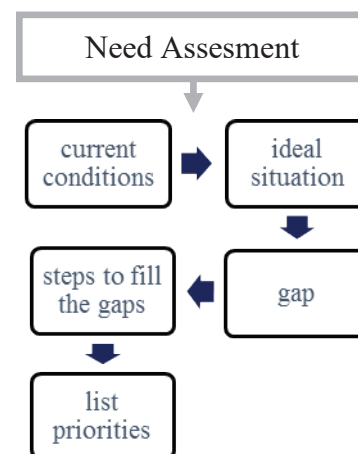 Need Assesment
current
conditions
ideal
situation
gap
steps to fill
the gaps
list
priorities